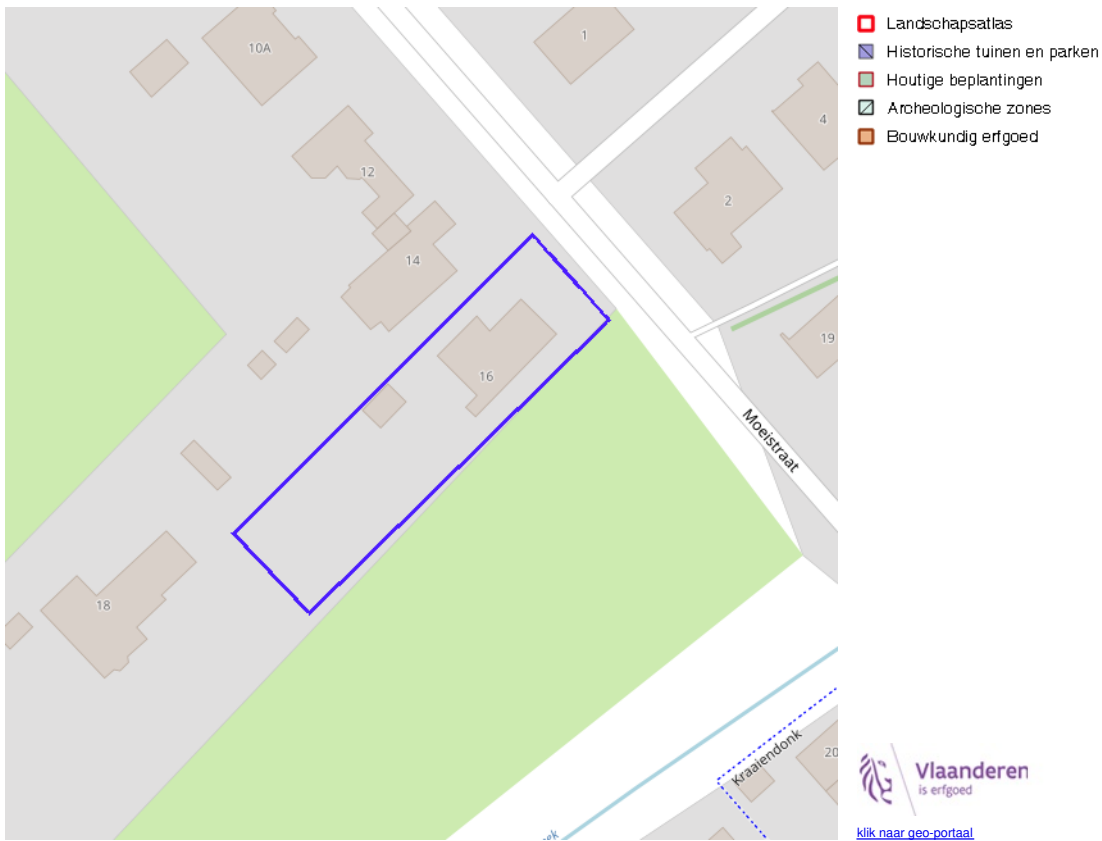 10A
1
4
12
2
14
19
16
Moeistraat
18
Kraaiendonk
20
ek
Landschapsatlas
Historische tuinen en parken
Houtige beplantingen
Archeologische zones
Bouwkundig erfgoed
Vlaanderen
is erfgoed
klik naar geo-portaal